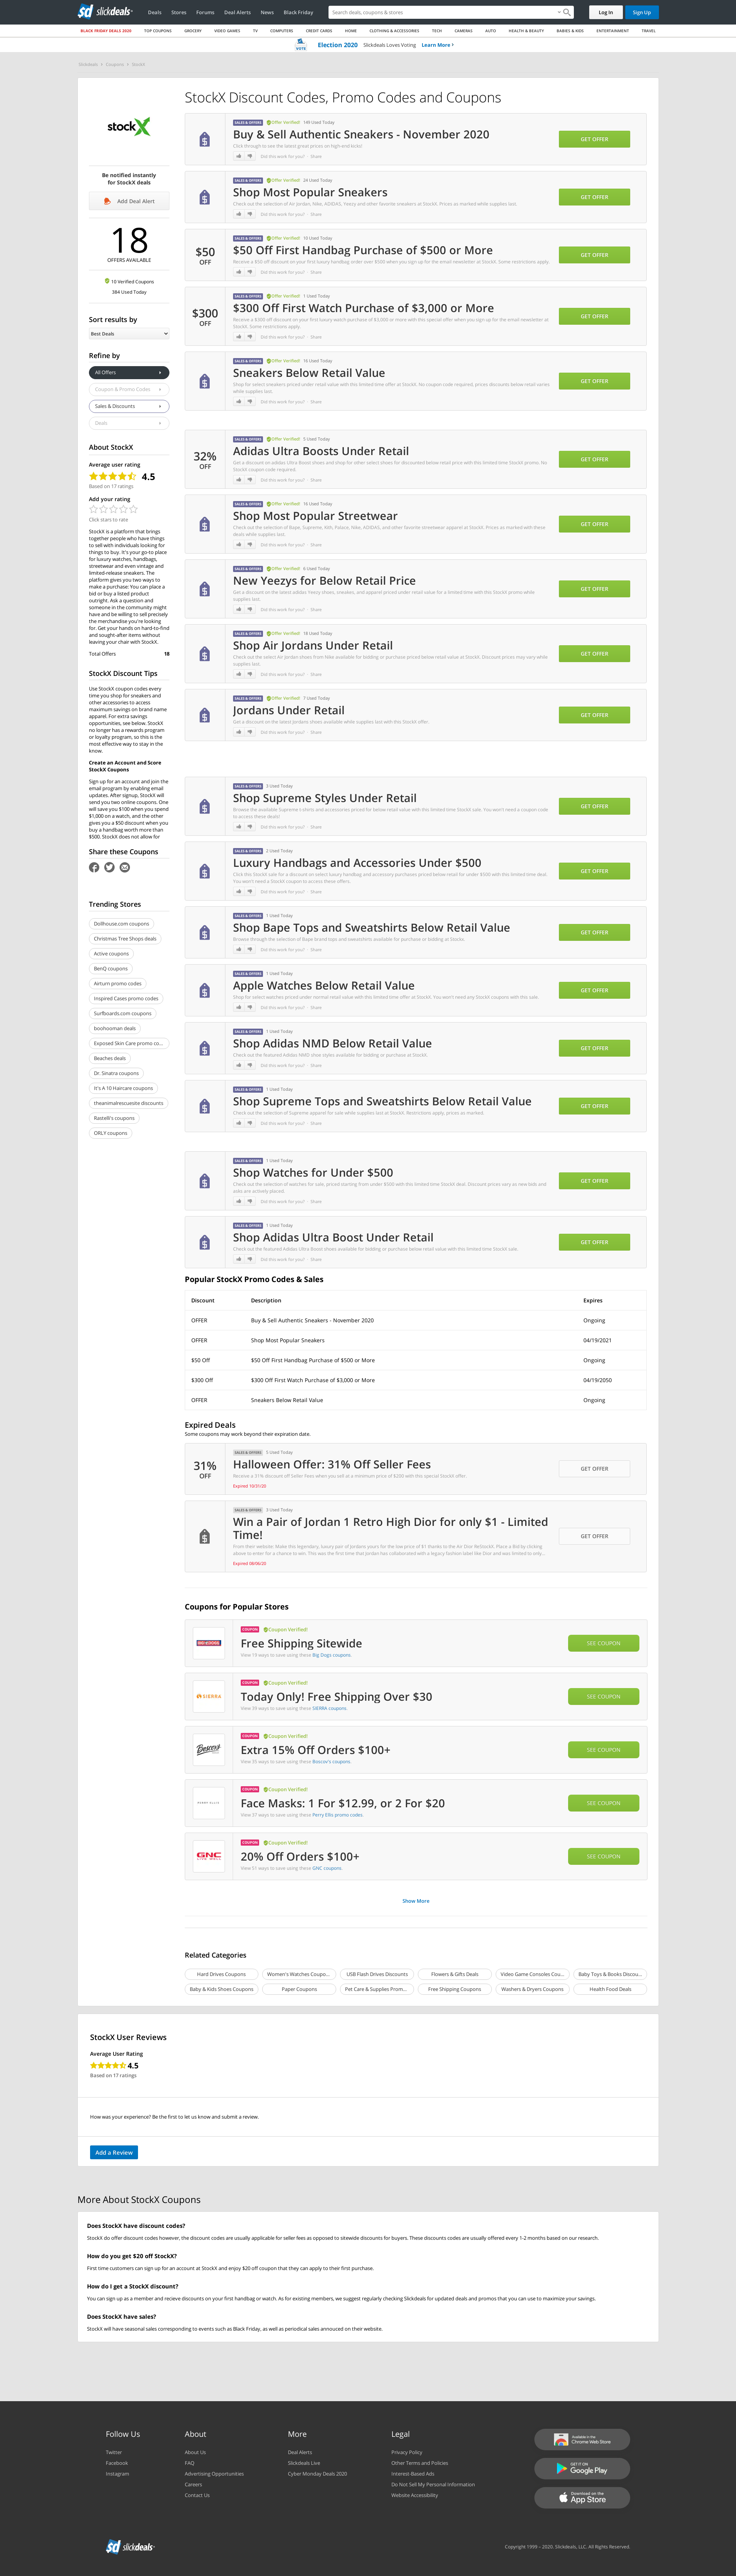 slickdeals
Deals Stores Forums Deal Alerts News Black Friday
Search deals, coupons & stores
Log In Sign Up
BLACK FRIDAY DEALS 2020 TOP COUPONS GROCERY VIDEO GAMES TV COMPUTERS CREDIT CARDS HOME CLOTHING & ACCESSORIES TECH CAMERAS AUTO HEALTH & BEAUTY BABIES & KIDS ENTERTAINMENT TRAVEL
VOTE Election 2020 Slickdeals Loves Voting Learn More
Slickdeals > Coupons > StockX
stockX
Be notified instantly
for StockX deals
Add Deal Alert
18
OFFERS AVAILABLE
10 Verified Coupons
384 Used Today
Sort results by
Best Deals
Refine by
All Offers
Coupon & Promo Codes
Sales & Discounts
Deals
About StockX
Average user rating
4.5
Based on 17 ratings
Add your rating
Click stars to rate
StockX is a platform that brings
together people who have things
to sell with individuals looking for
things to buy. It's your go-to place
for luxury watches, handbags,
streetwear and even vintage and
limited-release sneakers. The
platform gives you two ways to
make a purchase: You can place a
bid or buy a listed product
outright. Ask a question and
someone in the community might
have and be willing to sell precisely
the merchandise you're looking
for. Get your hands on hard-to-find
and sought-after items without
leaving your chair with StockX.
Total Offers 18
StockX Discount Tips
Use StockX coupon codes every
time you shop for sneakers and
other accessories to access
maximum savings on brand name
apparel. For extra savings
opportunities, see below. StockX
no longer has a rewards program
or loyalty program, so this is the
most effective way to stay in the
know.
Create an Account and Score
StockX Coupons
Sign up for an account and join the
email program by enabling email
updates. After signup, StockX will
send you two online coupons. One
will save you $100 when you spend
$1,000 on a watch, and the other
gives you a $50 discount when you
buy a handbag worth more than
$500. StockX does not allow for
Share these Coupons
Trending Stores
Dollhouse.com coupons
Christmas Tree Shops deals
Active coupons
BenQ coupons
Airturn promo codes
Inspired Cases promo codes
Surfboards.com coupons
boohooman deals
Exposed Skin Care promo co...
Beaches deals
Dr. Sinatra coupons
It's A 10 Haircare coupons
theanimalrescuesite discounts
Rastelli's coupons
ORLY coupons
StockX Discount Codes, Promo Codes and Coupons
SALES & OFFERS Offer Verified! 149 Used Today
Buy & Sell Authentic Sneakers - November 2020
Click through to see the latest great prices on high-end kicks!
Did this work for you? Share
GET OFFER
SALES & OFFERS Offer Verified! 24 Used Today
Shop Most Popular Sneakers
Check out the selection of Air Jordan, Nike, ADIDAS, Yeezy and other favorite sneakers at StockX. Prices as marked while supplies last.
Did this work for you? Share
GET OFFER
$50
OFF
SALES & OFFERS Offer Verified! 10 Used Today
$50 Off First Handbag Purchase of $500 or More
Receive a $50 discount on your first luxury handbag order over $500 when you sign up for the email newsletter at StockX. Some restrictions apply.
Did this work for you? Share
GET OFFER
$300
OFF
SALES & OFFERS Offer Verified! 1 Used Today
$300 Off First Watch Purchase of $3,000 or More
Receive a $300 discount on your first luxury watch purchase of $3,000 or more with this special offer when you sign up for the email newsletter at
StockX. Some restrictions apply.
Did this work for you? Share
GET OFFER
SALES & OFFERS Offer Verified! 16 Used Today
Sneakers Below Retail Value
Shop for select sneakers priced under retail value with this limited time offer at StockX. No coupon code required, prices discounts below retail varies
while supplies last.
Did this work for you? Share
GET OFFER
32%
OFF
SALES & OFFERS Offer Verified! 5 Used Today
Adidas Ultra Boosts Under Retail
Get a discount on adidas Ultra Boost shoes and shop for other select shoes for discounted below retail price with this limited time StockX promo. No
StockX coupon code required.
Did this work for you? Share
GET OFFER
SALES & OFFERS Offer Verified! 16 Used Today
Shop Most Popular Streetwear
Check out the selection of Bape, Supreme, Kith, Palace, Nike, ADIDAS, and other favorite streetwear apparel at StockX. Prices as marked with these
deals while supplies last.
Did this work for you? Share
GET OFFER
SALES & OFFERS Offer Verified! 6 Used Today
New Yeezys for Below Retail Price
Get a discount on the latest adidas Yeezy shoes, sneakes, and apparel priced under retail value for a limited time with this StockX promo while
supplies last.
Did this work for you? Share
GET OFFER
SALES & OFFERS Offer Verified! 18 Used Today
Shop Air Jordans Under Retail
Check out the select Air Jordan shoes from Nike available for bidding or purchase priced below retail value at StockX. Discount prices may vary while
supplies last.
Did this work for you? Share
GET OFFER
SALES & OFFERS Offer Verified! 7 Used Today
Jordans Under Retail
Get a discount on the latest Jordans shoes available while supplies last with this StockX offer.
Did this work for you? Share
GET OFFER
SALES & OFFERS 3 Used Today
Shop Supreme Styles Under Retail
Browse the available Supreme t-shirts and accessories priced for below retail value with this limited time StockX sale. You won't need a coupon code
to access these deals!
Did this work for you? Share
GET OFFER
SALES & OFFERS 2 Used Today
Luxury Handbags and Accessories Under $500
Click this StockX sale for a discount on select luxury handbag and accessory purchases priced below retail for under $500 with this limited time deal.
You won't need a StockX coupon to access these offers.
Did this work for you? Share
GET OFFER
SALES & OFFERS 1 Used Today
Shop Bape Tops and Sweatshirts Below Retail Value
Browse through the selection of Bape brand tops and sweatshirts available for purchase or bidding at StockX.
Did this work for you? Share
GET OFFER
SALES & OFFERS 1 Used Today
Apple Watches Below Retail Value
Shop for select watches priced under normal retail value with this limited time offer at StockX. You won't need any StockX coupons with this sale.
Did this work for you? Share
GET OFFER
SALES & OFFERS 1 Used Today
Shop Adidas NMD Below Retail Value
Check out the featured Adidas NMD shoe styles available for bidding or purchase at StockX.
Did this work for you? Share
GET OFFER
SALES & OFFERS 1 Used Today
Shop Supreme Tops and Sweatshirts Below Retail Value
Check out the selection of Supreme apparel for sale while supplies last at StockX. Restrictions apply, prices as marked.
Did this work for you? Share
GET OFFER
SALES & OFFERS 1 Used Today
Shop Watches for Under $500
Check out the selection of watches for sale, priced starting from under $500 with this limited time StockX deal. Discount prices vary as new bids and
asks are actively placed.
Did this work for you? Share
GET OFFER
SALES & OFFERS 1 Used Today
Shop Adidas Ultra Boost Under Retail
Check out the featured Adidas Ultra Boost shoes available for bidding or purchase below retail value with this limited time StockX sale.
Did this work for you? Share
GET OFFER
Popular StockX Promo Codes & Sales
Discount Description Expires
OFFER Buy & Sell Authentic Sneakers - November 2020 Ongoing
OFFER Shop Most Popular Sneakers 04/19/2021
$50 Off $50 Off First Handbag Purchase of $500 or More Ongoing
$300 Off $300 Off First Watch Purchase of $3,000 or More 04/19/2050
OFFER Sneakers Below Retail Value Ongoing
Expired Deals
Some coupons may work beyond their expiration date.
31%
OFF
SALES & OFFERS 5 Used Today
Halloween Offer: 31% Off Seller Fees
Receive a 31% discount off Seller Fees when you sell at a minimum price of $200 with this special StockX offer.
Expired 10/31/20
GET OFFER
SALES & OFFERS 3 Used Today
Win a Pair of Jordan 1 Retro High Dior for only $1 - Limited
Time!
From their website: Make this legendary, luxury pair of Jordans yours for the low price of $1 thanks to the Air Dior ReStockX. Place a Bid by clicking
above to enter for a chance to win. This was the first time that Jordan has collaborated with a legacy fashion label like Dior and was limited to only...
Expired 08/06/20
GET OFFER
Coupons for Popular Stores
BIG DOGS
COUPON Coupon Verified!
Free Shipping Sitewide
View 13 ways to save using these Big Dogs coupons.
SEE COUPON
SIERRA
COUPON Coupon Verified!
Today Only! Free Shipping Over $30
View 39 ways to save using these SIERRA coupons.
SEE COUPON
Boscov's
COUPON Coupon Verified!
Extra 15% Off Orders $100+
View 35 ways to save using these Boscov's coupons.
SEE COUPON
PERRY ELLIS
COUPON Coupon Verified!
Face Masks: 1 For $12.99, or 2 For $20
View 37 ways to save using these Perry Ellis promo codes.
SEE COUPON
GNC
LIVE WELL
COUPON Coupon Verified!
20% Off Orders $100+
View 51 ways to save using these GNC coupons.
SEE COUPON
Show More
Related Categories
Hard Drives Coupons Women's Watches Coupo... USB Flash Drives Discounts Flowers & Gifts Deals Video Game Consoles Cou... Baby Toys & Books Discou...
Baby & Kids Shoes Coupons Paper Coupons Pet Care & Supplies Prom... Free Shipping Coupons Washers & Dryers Coupons Health Food Deals
StockX User Reviews
Average User Rating
4.5
Based on 17 ratings
How was your experience? Be the first to let us know and submit a review.
Add a Review
More About StockX Coupons
Does StockX have discount codes?
StockX do offer discount codes however, the discount codes are usually applicable for seller fees as opposed to sitewide discounts for buyers. These discounts codes are usually offered every 1-2 months based on our research.
How do you get $20 off StockX?
First time customers can sign up for an account at StockX and enjoy $20 off coupon that they can apply to their first purchase.
How do I get a StockX discount?
You can sign up as a member and recieve discounts on your first handbag or watch. As for existing members, we suggest regularly checking Slickdeals for updated deals and promos that you can use to maximize your savings.
Does StockX have sales?
StockX will have seasonal sales corresponding to events such as Black Friday, as well as periodical sales annouced on their website.
Follow Us
Twitter
Facebook
Instagram
About
About Us
FAQ
Advertising Opportunities
Careers
Contact Us
More
Deal Alerts
Slickdeals Live
Cyber Monday Deals 2020
Legal
Privacy Policy
Other Terms and Policies
Interest-Based Ads
Do Not Sell My Personal Information
Website Accessibility
Available in the
Chrome Web Store
GET IT ON
Google Play
Download on the
App Store
slickdeals
Copyright 1999 - 2020. Slickdeals, LLC. All Rights Reserved.